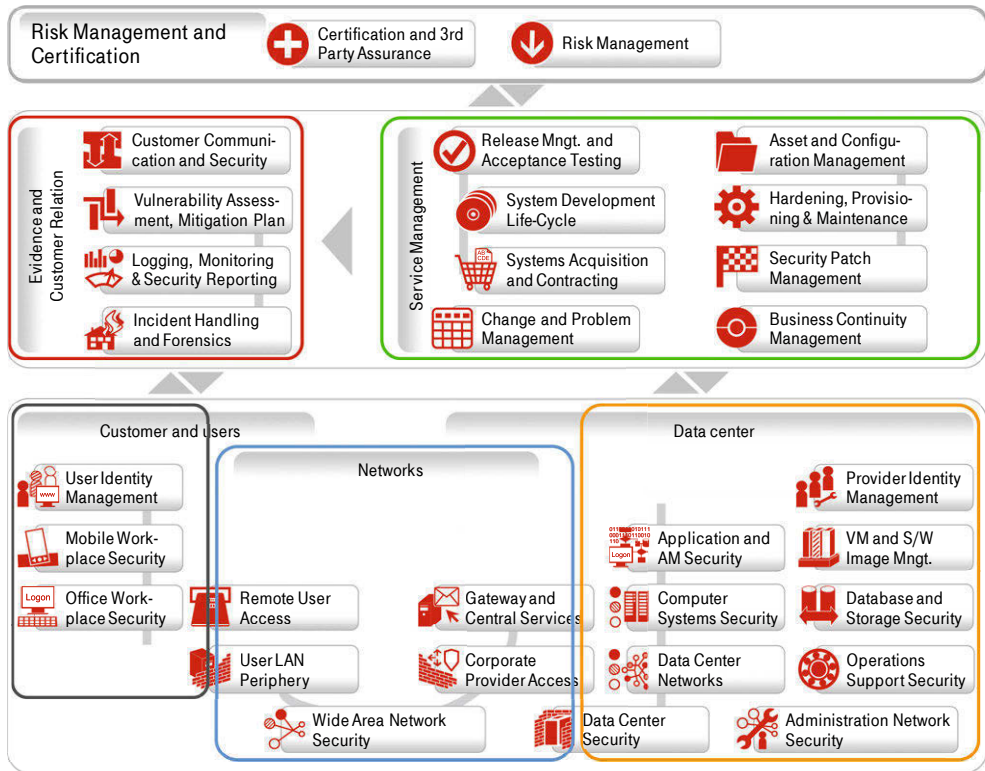 Risk Management and
Certification
Certification and 3rd
Party Assurance
Risk Management
Evidence and
Customer Relation
Customer Communi-
cation and Security
Vulnerability Assess-
ment, Mitigation Plan
Logging, Monitoring
& Security Reporting
Incident Handling
and Forensics
Service Management
Release Mngt. and
Acceptance Testing
System Development
Life-Cycle
AB
CDE
Systems Acquisition
and Contracting
Change and Problem
Management
Asset and Configu-
ration Management
Hardening, Provisio-
ning & Maintenance
Security Patch
Management
Business Continuity
Management
Customer and users
www
User Identity
Management
Mobile Work-
place Security
Logon
Office Work-
place Security
Networks
Remote User
Access
User LAN
Periphery
Gateway and
Central Services
Corporate
Provider Access
Wide Area Network
Security
Data center
Logon
Application and
AM Security
Computer
Systems Security
Data Center
Networks
Data Center
Security
Provider Identity
Management
VM and S/W
Image Mngt.
Database and
Storage Security
Operations
Support Security
Administration Network
Security